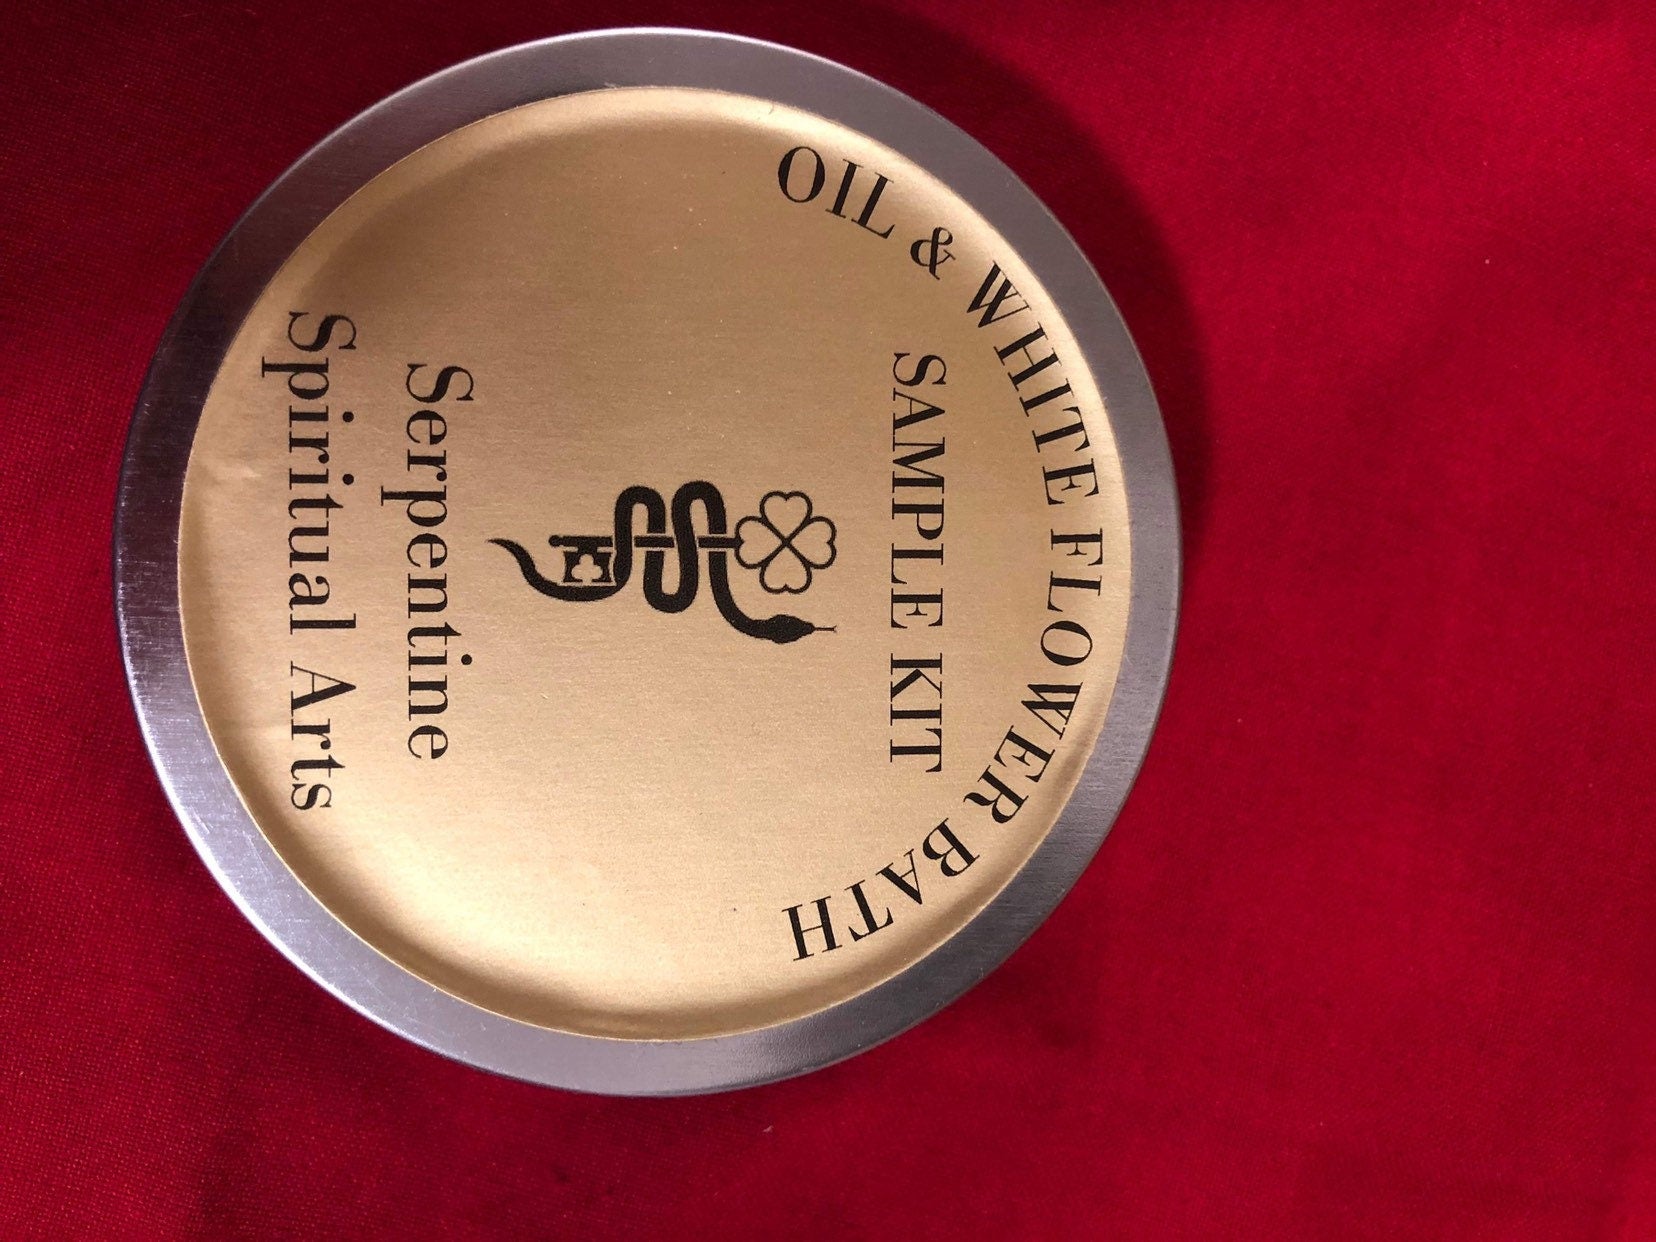 OIL & WHITE FLOWER BATH
SAMPLE KIT
Serpentine
Spiritual Arts